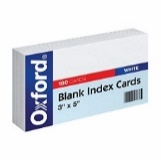 Oxford
100 CARDS
WHITE
Blank Index Cards
3" x 5"